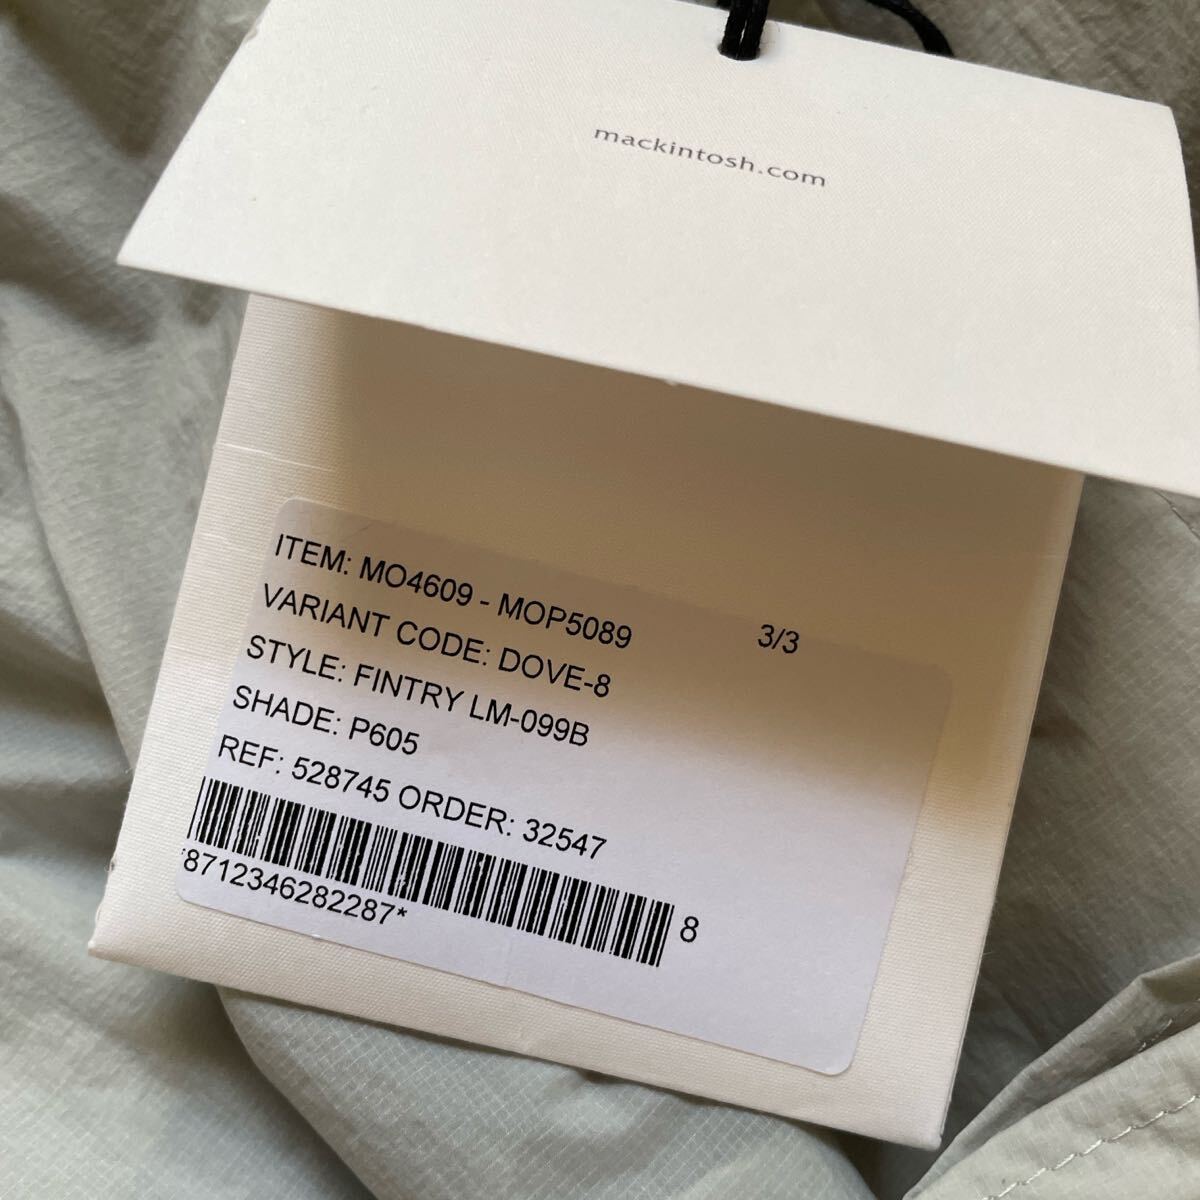 mackintosh.com
ITEM: MO4609 - MOP5089 3/3
VARIANT CODE: DOVE-8
STYLE: FINTRY LM-099B
SHADE: P605
REF: 528745 ORDER: 32547
*8712346282287* 8